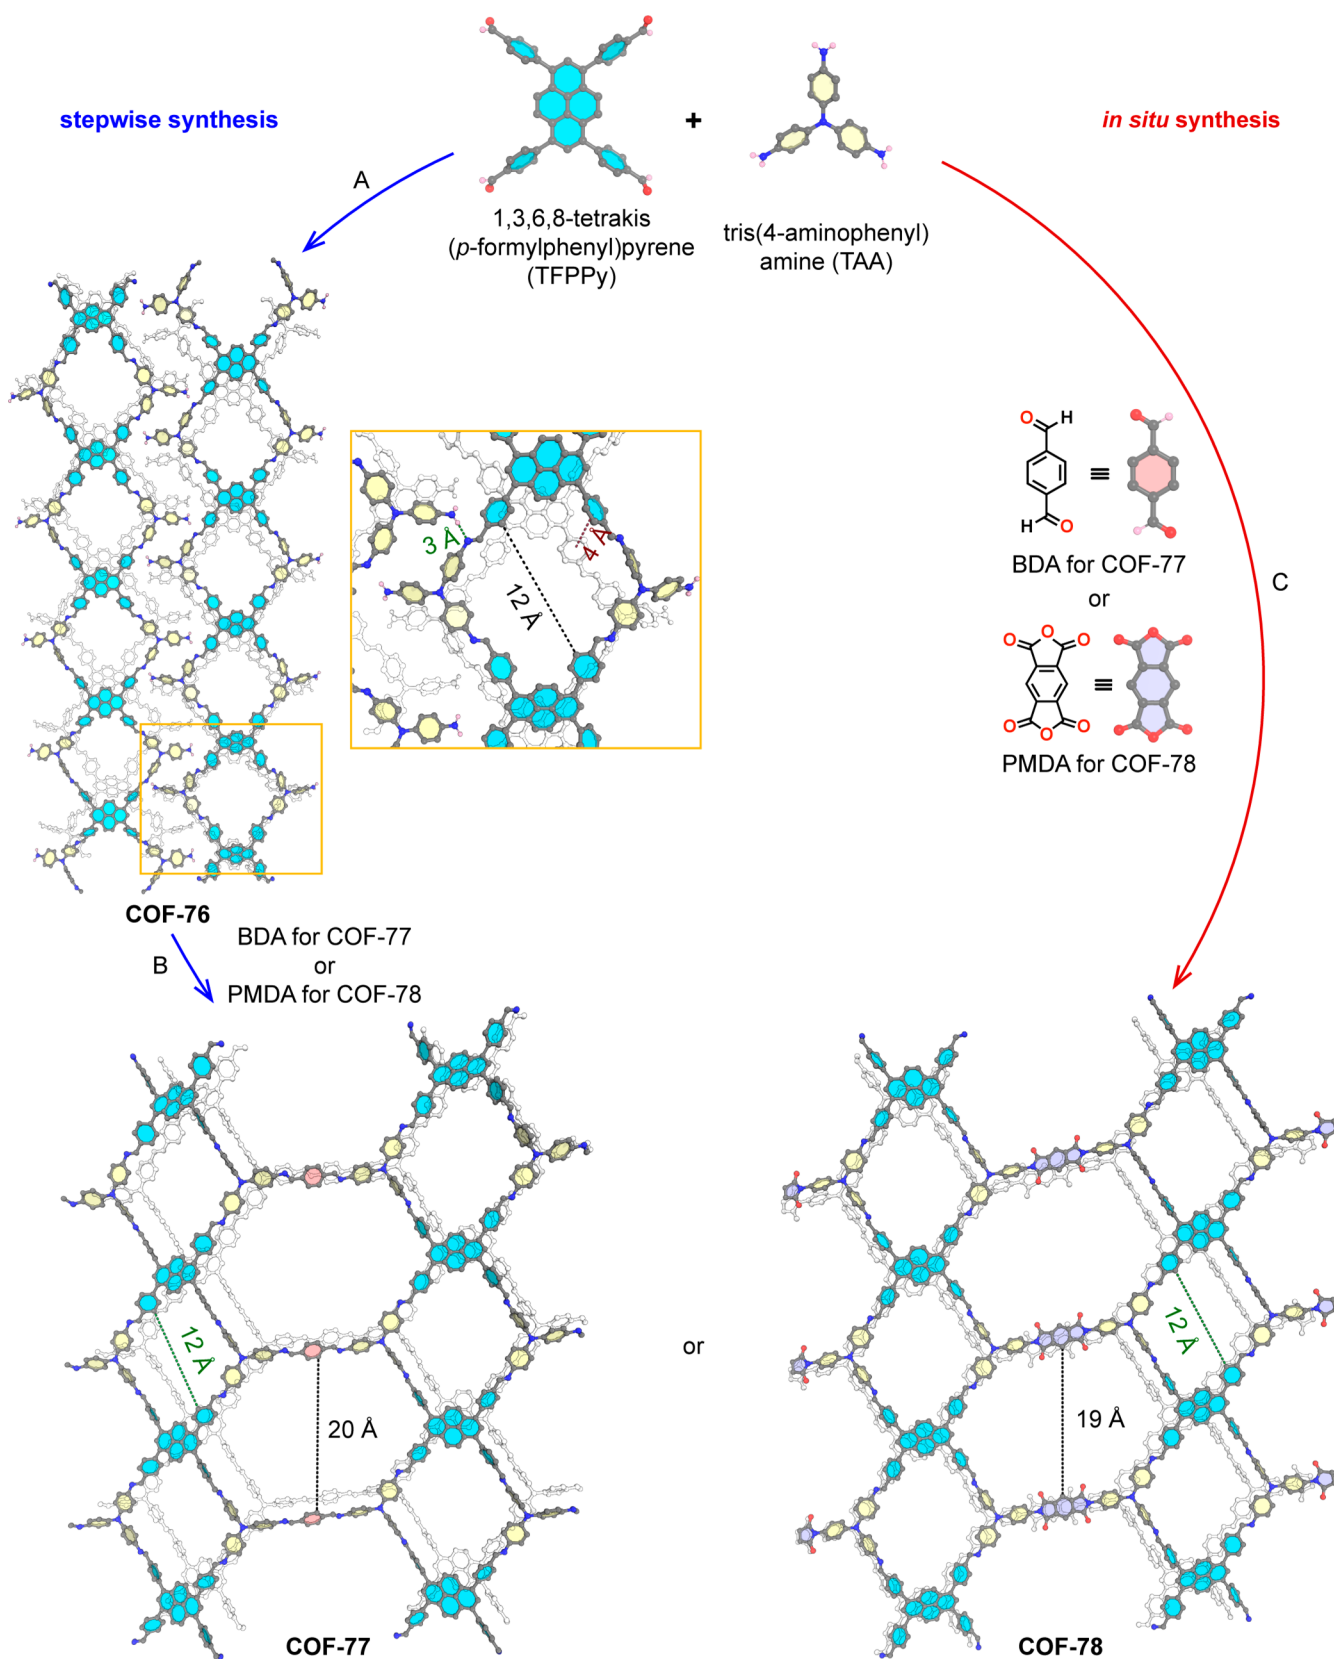 stepwise synthesis
+
in situ synthesis
A
1,3,6,8-tetrakis
(p-formylphenyl)pyrene
(TFPPy)
tris(4-aminophenyl)
amine (TAA)
3 Å
4 Å
12 Å
O
H
H
O
≡
BDA for COF-77
or
C
O
O
O
O
O
O
≡
PMDA for COF-78
COF-76
B
BDA for COF-77
or
PMDA for COF-78
12 Å
20 Å
or
12 Å
19 Å
COF-77
COF-78